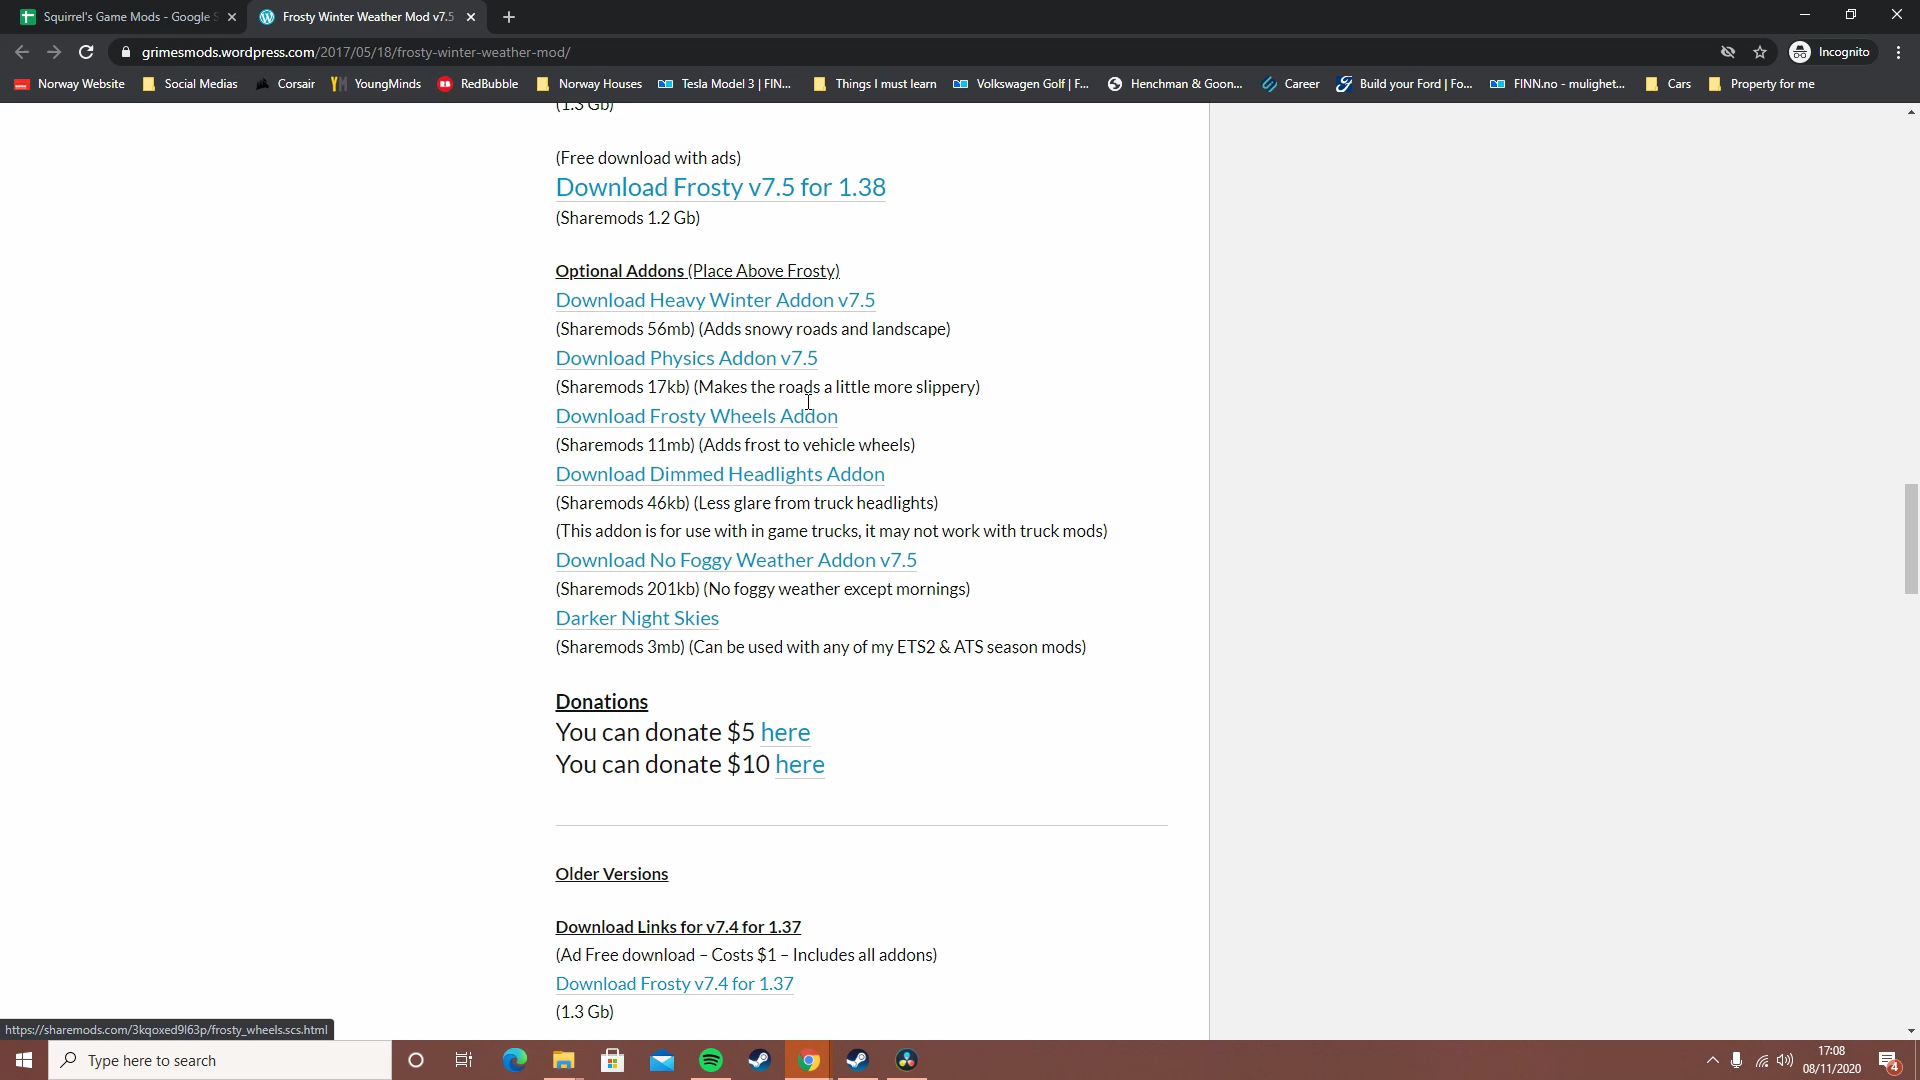 Squirrel's Game Mods - Google S
Frosty Winter Weather Mod v7.5
grimesmods.wordpress.com/2017/05/18/frosty-winter-weather-mod/
Incognito
Norway Website
Social Medias
Corsair
YoungMinds
RedBubble
Norway Houses
Tesla Model 3 | FIN...
Things I must learn
Volkswagen Golf | F...
Henchman & Goon...
Career
Build your Ford | Fo...
FINN.no - mulighet...
Cars
Property for me
(1.3 Gb)
(Free download with ads)
Download Frosty v7.5 for 1.38
(Sharemods 1.2 Gb)
Optional Addons (Place Above Frosty)
Download Heavy Winter Addon v7.5
(Sharemods 56mb) (Adds snowy roads and landscape)
Download Physics Addon v7.5
(Sharemods 17kb) (Makes the roads a little more slippery)
Download Frosty Wheels Addon
(Sharemods 11mb) (Adds frost to vehicle wheels)
Download Dimmed Headlights Addon
(Sharemods 46kb) (Less glare from truck headlights)
(This addon is for use with in game trucks, it may not work with truck mods)
Download No Foggy Weather Addon v7.5
(Sharemods 201kb) (No foggy weather except mornings)
Darker Night Skies
(Sharemods 3mb) (Can be used with any of my ETS2 & ATS season mods)
Donations
You can donate $5 here
You can donate $10 here
Older Versions
Download Links for v7.4 for 1.37
(Ad Free download – Costs $1 – Includes all addons)
Download Frosty v7.4 for 1.37
(1.3 Gb)
https://sharemods.com/3kqoxed9l63p/frosty_wheels.scs.html
Type here to search
17:08
08/11/2020
4